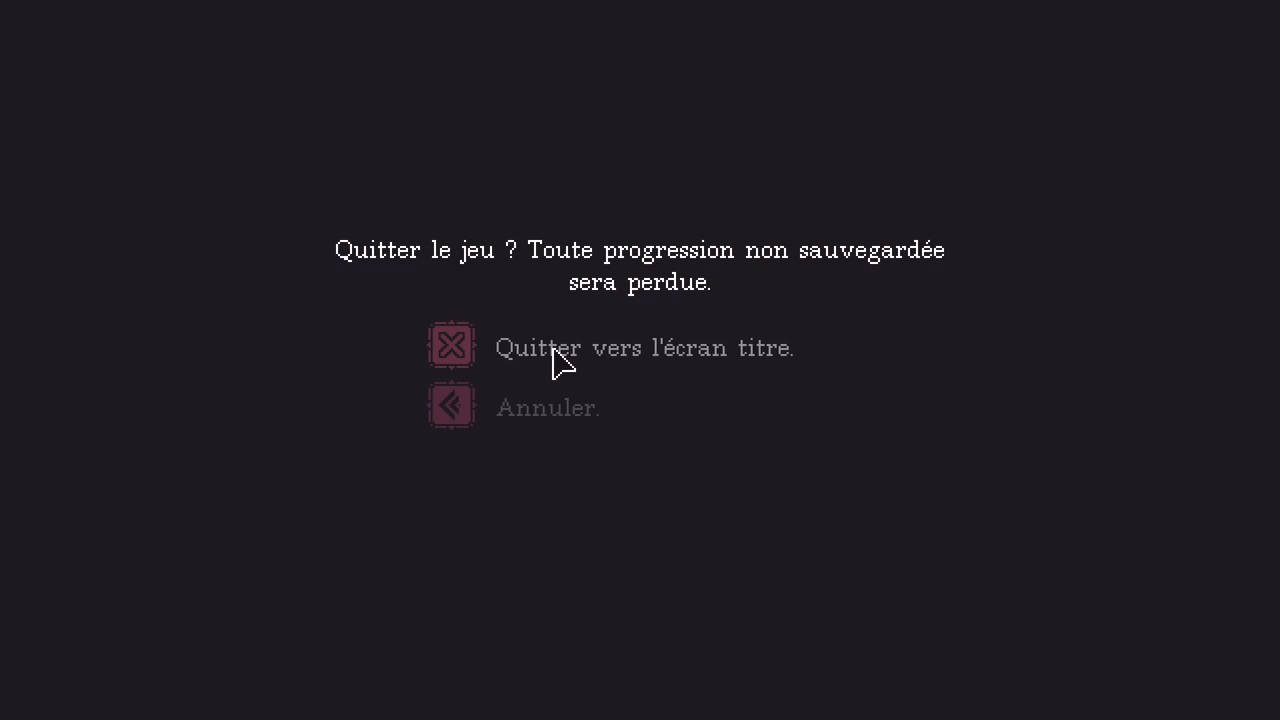 Quitter le jeu ? Toute progression non sauvegardée
sera perdue.
Quitter vers l'écran titre.
Annuler.